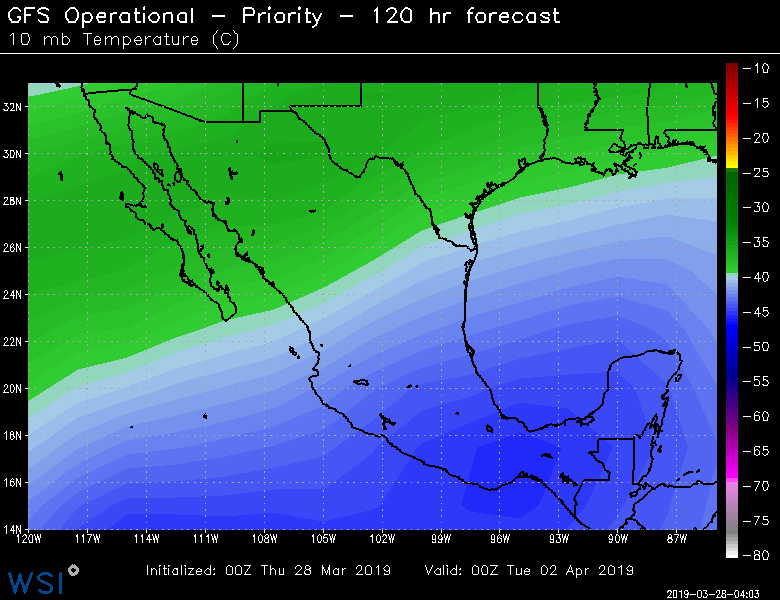 GFS Operational - Priority - 120 hr forecast
10 mb Temperature (C)
-10
-15
-20
-25
-30
-35
-40
-45
-50
-55
-60
-65
-70
-75
-80
32N
30N
28N
26N
24N
22N
20N
18N
16N
14N
120W 117W 114W 111W 108W 105W 102W 99W 96W 93W 90W 87W
Initialized: 00Z Thu 28 Mar 2019 Valid: 00Z Tue 02 Apr 2019
WSI
2019-03-28-04:03